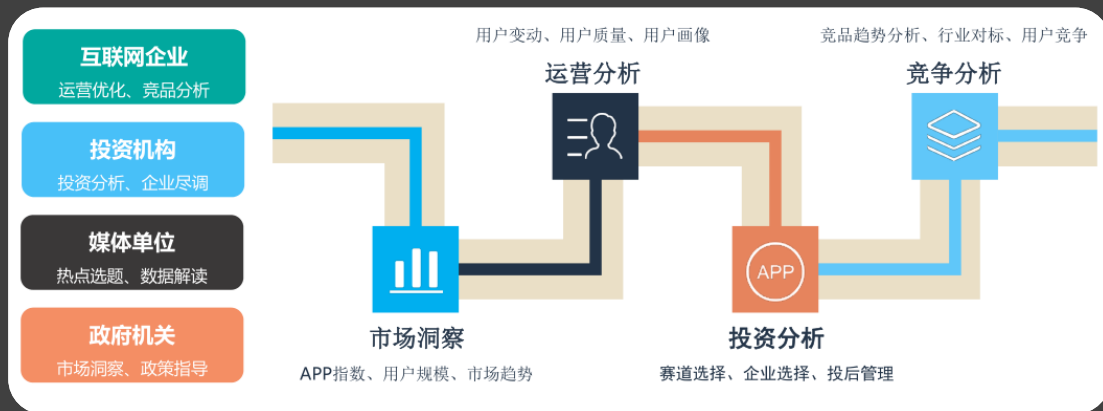 互联网企业
运营优化、竞品分析
投资机构
投资分析、企业尽调
媒体单位
热点选题、数据解读
政府机关
市场洞察、政策指导
用户变动、用户质量、用户画像
运营分析
竞品趋势分析、行业对标、用户竞争
竞争分析
APP
市场洞察
APP指数、用户规模、市场趋势
投资分析
赛道选择、企业选择、投后管理